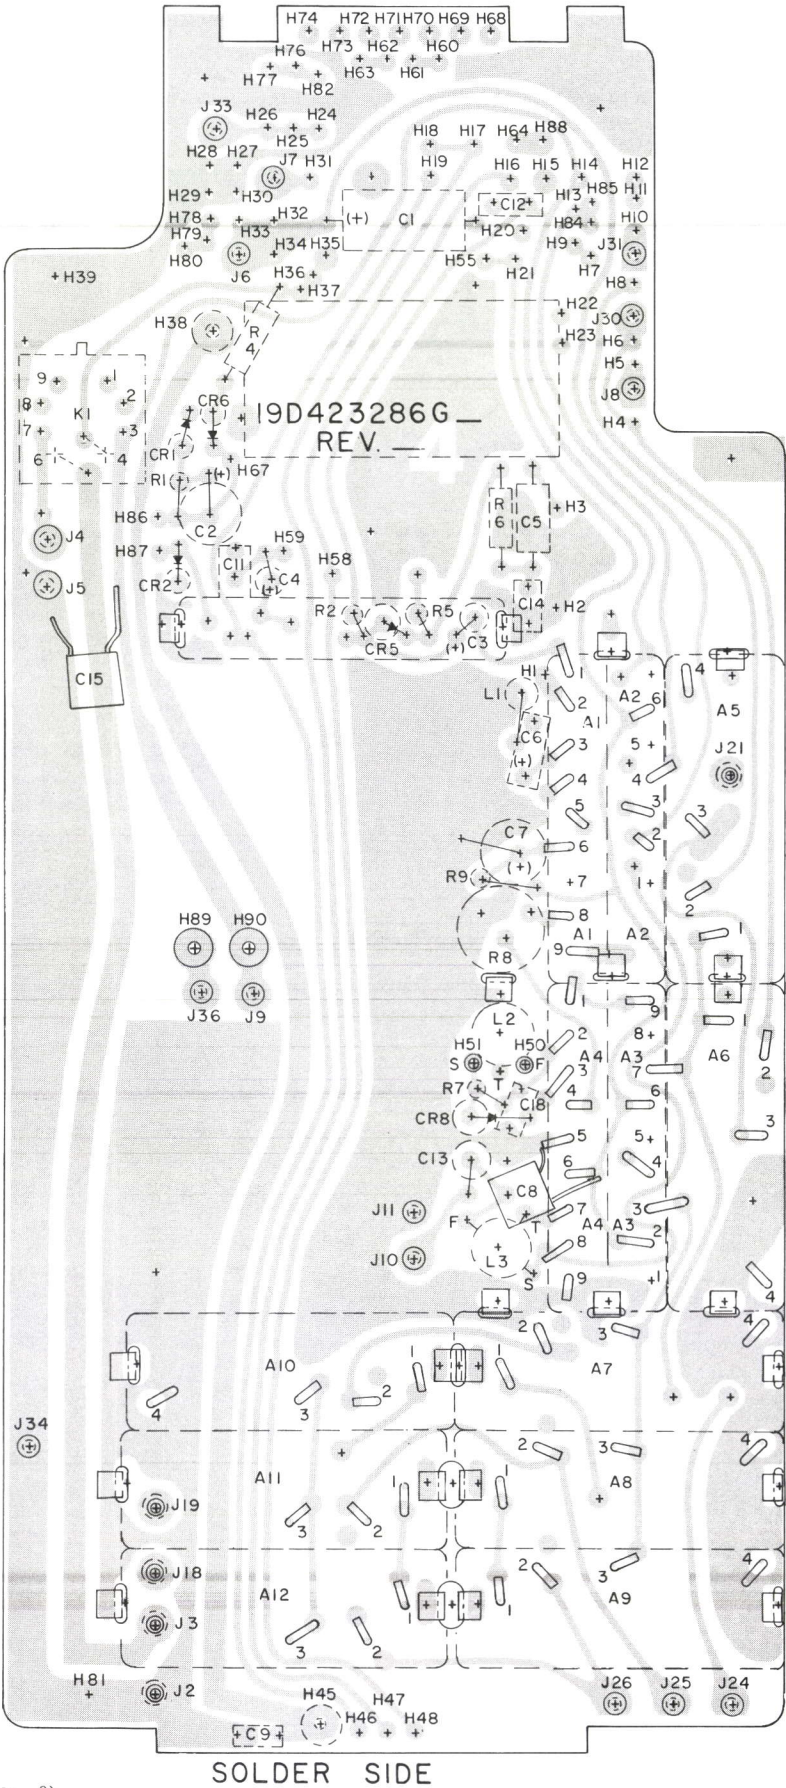 H74 H72 H71 H70 H69 H68
H73 H62 H60
H76 H63 H61
H77 H82
J33 H26 H24
H25 H18 H17 H64 H88
H28 H27 J7 H31 H19 H16 H15 H14 H12
H29 H30 H13 H85 H11
H78 H33 H32 (+) C1 C12 H84 H10
H79 H34 H35 H20 H9 J31
H80 J6 H55 H21 H7
H39 H36 H8
H37
H38 R4 H22 J30
H23 H6
H5
9 1 J8
8 K1 2 CR6 H4
7 3 19D423286G_
6 4 CR1 REV. _
R1 (+) H67
H86 C2 R6 C5 H3
J4 H87 H59
C11 H58
J5 CR2 C4 C14
(+) H2
R2 R5
CR5 (+) C3
C15 H1 1 4
L1 2 A1 A2 6 A5
C6 3 5 J21
(+) 4 4
5 3 3
C7 6 2
(+)
R9 7 1 2
8
H89 H90 R8 A1 A2 1
9
J36 J9 1 9 1
L2 2 8
H51 H50 A4 A3 A6
S F 3 7 2
T
R7 C18 4 6
CR8 5 5 3
C13 6 4
C8
J11 7 3
F T A4 A3 2
J10 L3 8
S 9 1 4
2 3 4
A10 1 1 A7
4 3 2
J34
2 3 4
A11 1 1 A8
J19 3 2
J18 2 3 4
A12 1 1 A9
J3 3 2
H81 J2 J26 J25 J24
H45 H47
C9 H46 H48
SOLDER SIDE